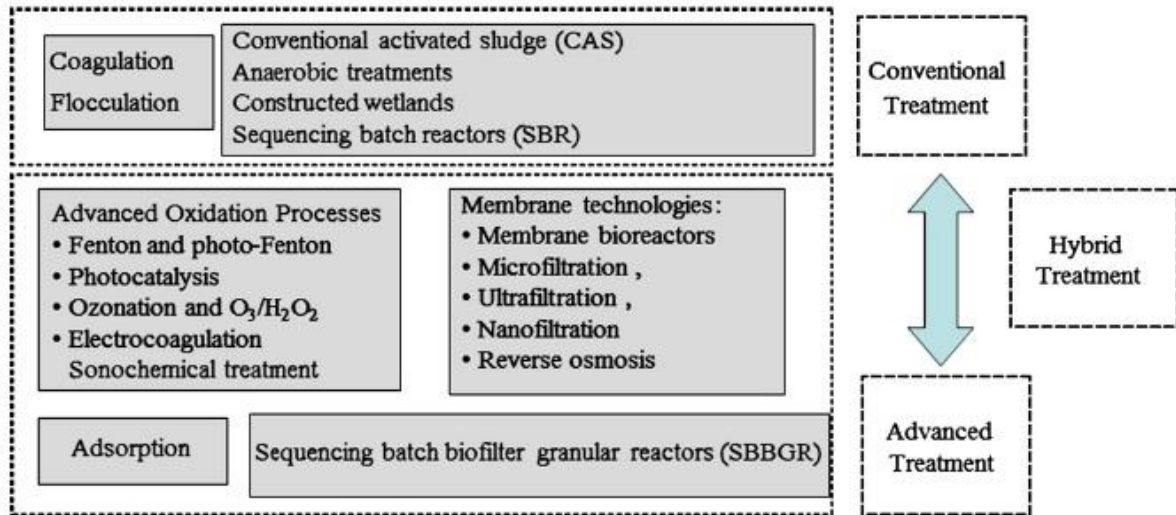 Coagulation
Flocculation
Conventional activated sludge (CAS)
Anaerobic treatments
Constructed wetlands
Sequencing batch reactors (SBR)
Conventional
Treatment
Advanced Oxidation Processes
• Fenton and photo-Fenton
• Photocatalysis
• Ozonation and O₃/H₂O₂
• Electrocoagulation
Sonochemical treatment
Membrane technologies:
• Membrane bioreactors
• Microfiltration ,
• Ultrafiltration ,
• Nanofiltration
• Reverse osmosis
Hybrid
Treatment
Adsorption
Sequencing batch biofilter granular reactors (SBBGR)
Advanced
Treatment